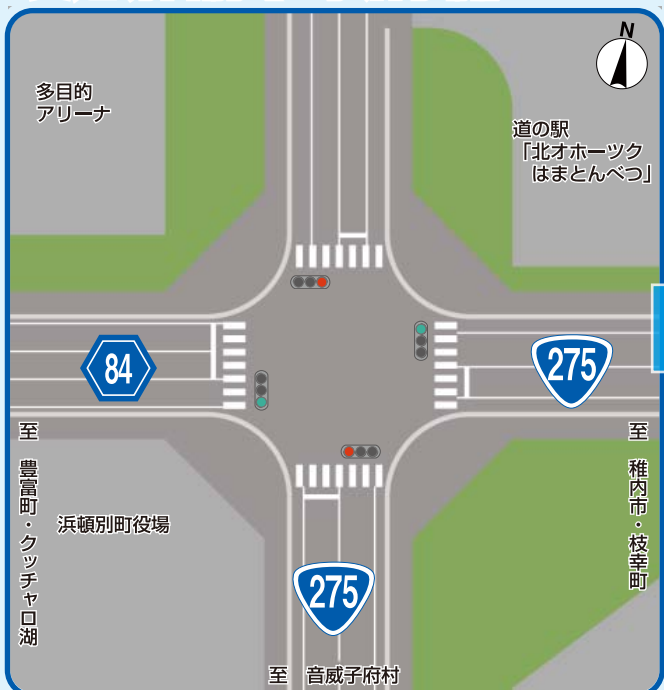 N
多目的
アリーナ
道の駅
「北オホーツク
はまとんべつ」
84
275
至 豊富町・クッチャロ湖
浜頓別町役場
至 稚内市・枝幸町
275
至 音威子府村